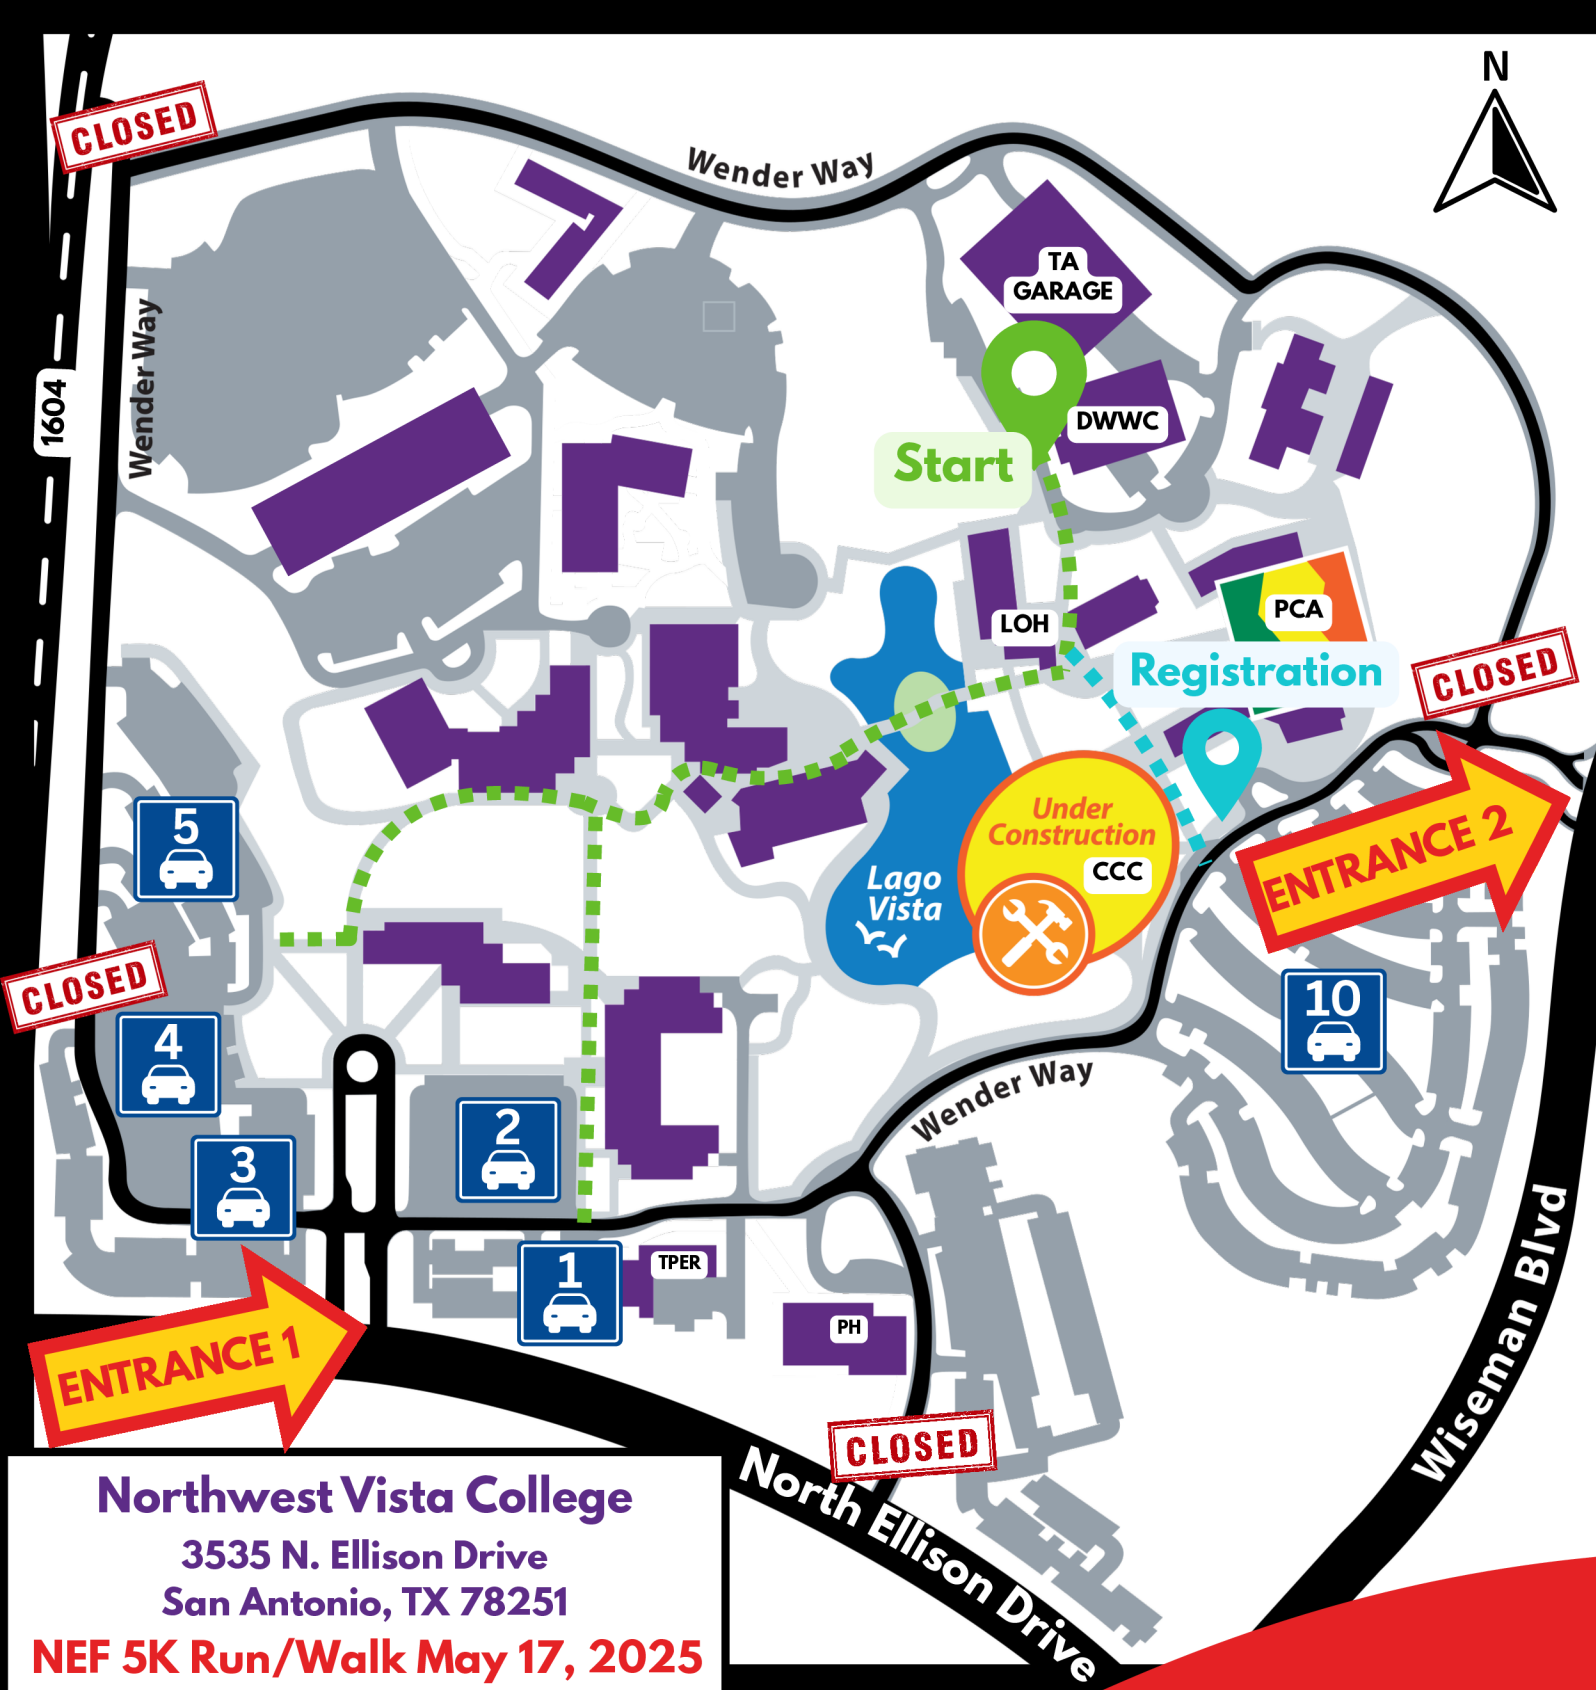 N
CLOSED
Wender Way
TA
GARAGE
Wender Way
1604
DWWC
Start
LOH
PCA
Registration
CLOSED
Under
Construction
CCC
ENTRANCE 2
5
Lago
Vista
CLOSED
10
4
2
Wender Way
3
1
TPER
PH
ENTRANCE 1
CLOSED
Wiseman Blvd
North Ellison Drive
Northwest Vista College
3535 N. Ellison Drive
San Antonio, TX 78251
NEF 5K Run/Walk May 17, 2025